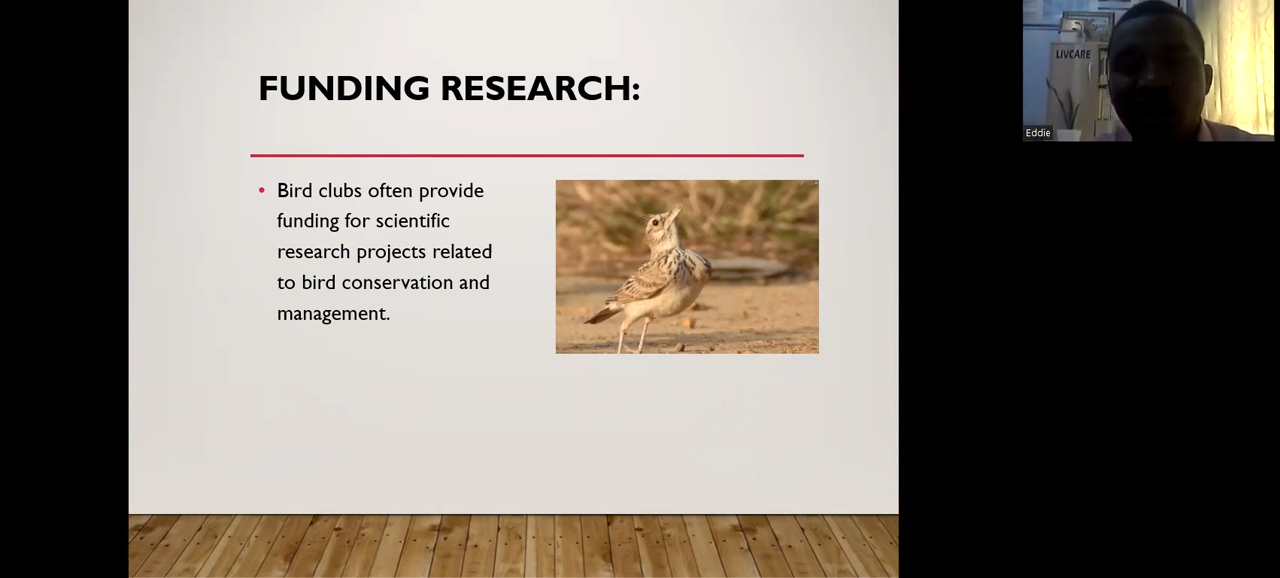 FUNDING RESEARCH:
• Bird clubs often provide
funding for scientific
research projects related
to bird conservation and
management.
LIVCARE
Eddie